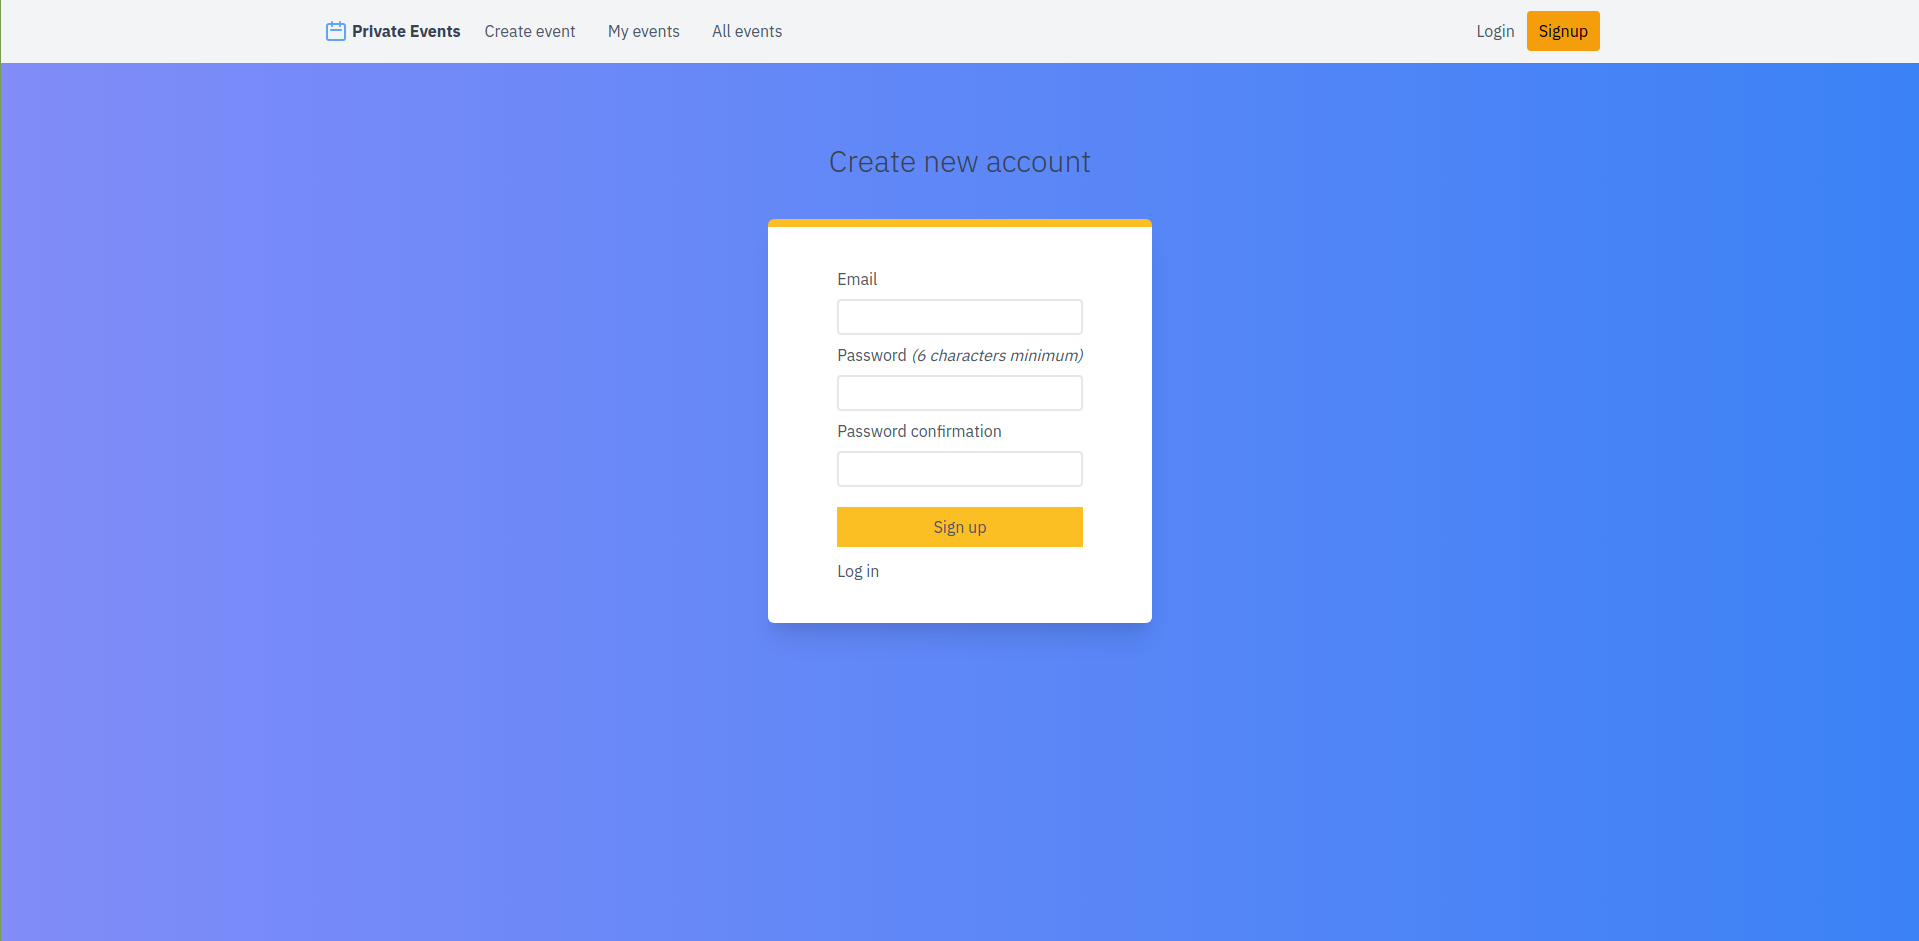 Private Events Create event My events All events Login Signup
Create new account
Email
Password (6 characters minimum)
Password confirmation
Sign up
Log in